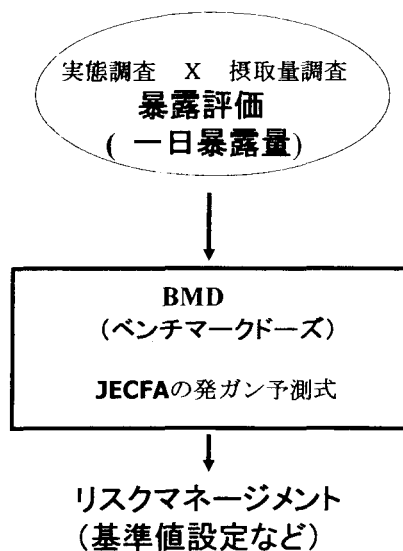 実態調査 X 摂取量調査
暴露評価
(一日暴露量)
BMD
(ベンチマークドーズ)
JECFAの発ガン予測式
リスクマネージメント
(基準値設定など)